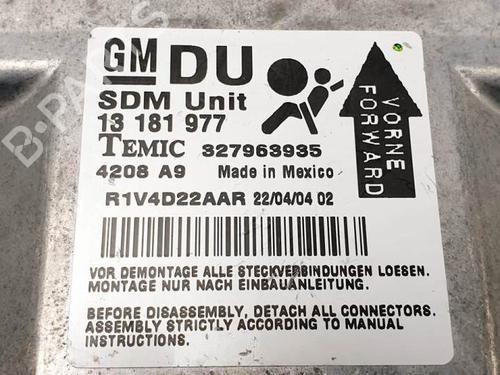 GM DU
SDM Unit
13 181 977
TEMIC 327963935
4208 A9 Made in Mexico
R1V4D22AAR 22/04/04 02
VORNE
FORWARD
VOR DEMONTAGE ALLE STECKVERBINDUNGEN LOESEN.
MONTAGE NUR NACH EINBAUANLEITUNG.
BEFORE DISASSEMBLY, DETACH ALL CONNECTORS.
ASSEMBLY STRICTLY ACCORDING TO MANUAL
INSTRUCTIONS.
B-PARTS